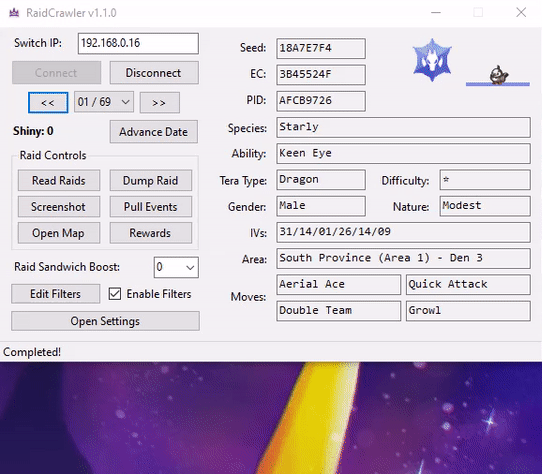 RaidCrawler v1.1.0
Switch IP: 192.168.0.16
Connect Disconnect
<< 01 / 69 >>
Shiny: 0 Advance Date
Raid Controls
Read Raids Dump Raid
Screenshot Pull Events
Open Map Rewards
Raid Sandwich Boost: 0
Edit Filters Enable Filters
Open Settings
Seed: 18A7E7F4
EC: 3B45524F
PID: AFCB9726
Species: Starly
Ability: Keen Eye
Tera Type: Dragon Difficulty: ☆
Gender: Male Nature: Modest
IVs: 31/14/01/26/14/09
Area: South Province (Area 1) - Den 3
Moves: Aerial Ace Quick Attack
Double Team Growl
Completed!